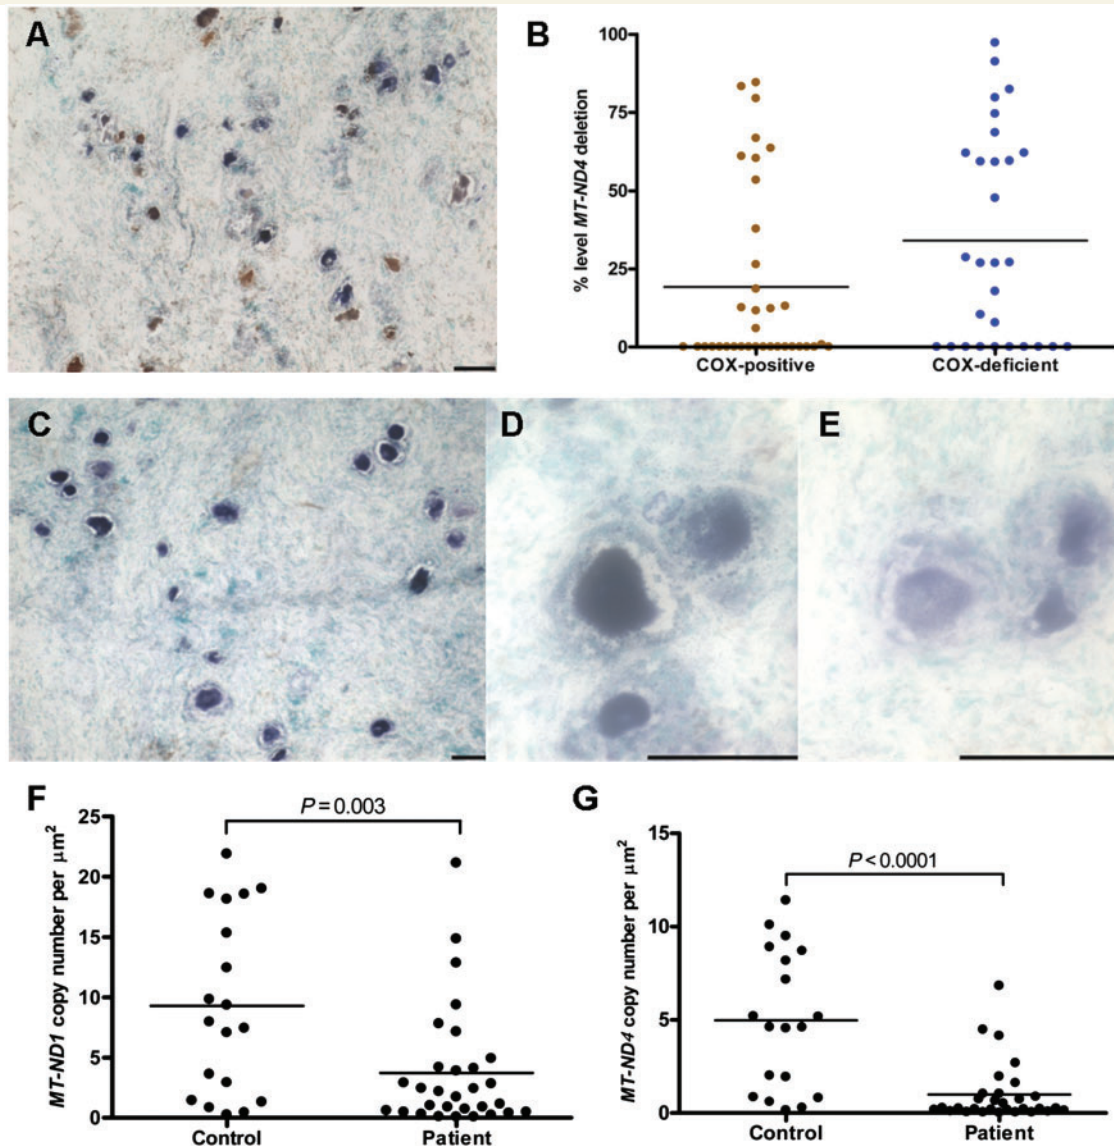 A
B
100
75
50
25
0
% level MT-ND4 deletion
COX-positive COX-deficient
C
D
E
F
P = 0.003
25
20
15
10
5
0
MT-ND1 copy number per μm²
Control Patient
G
P < 0.0001
15
10
5
0
MT-ND4 copy number per μm²
Control Patient